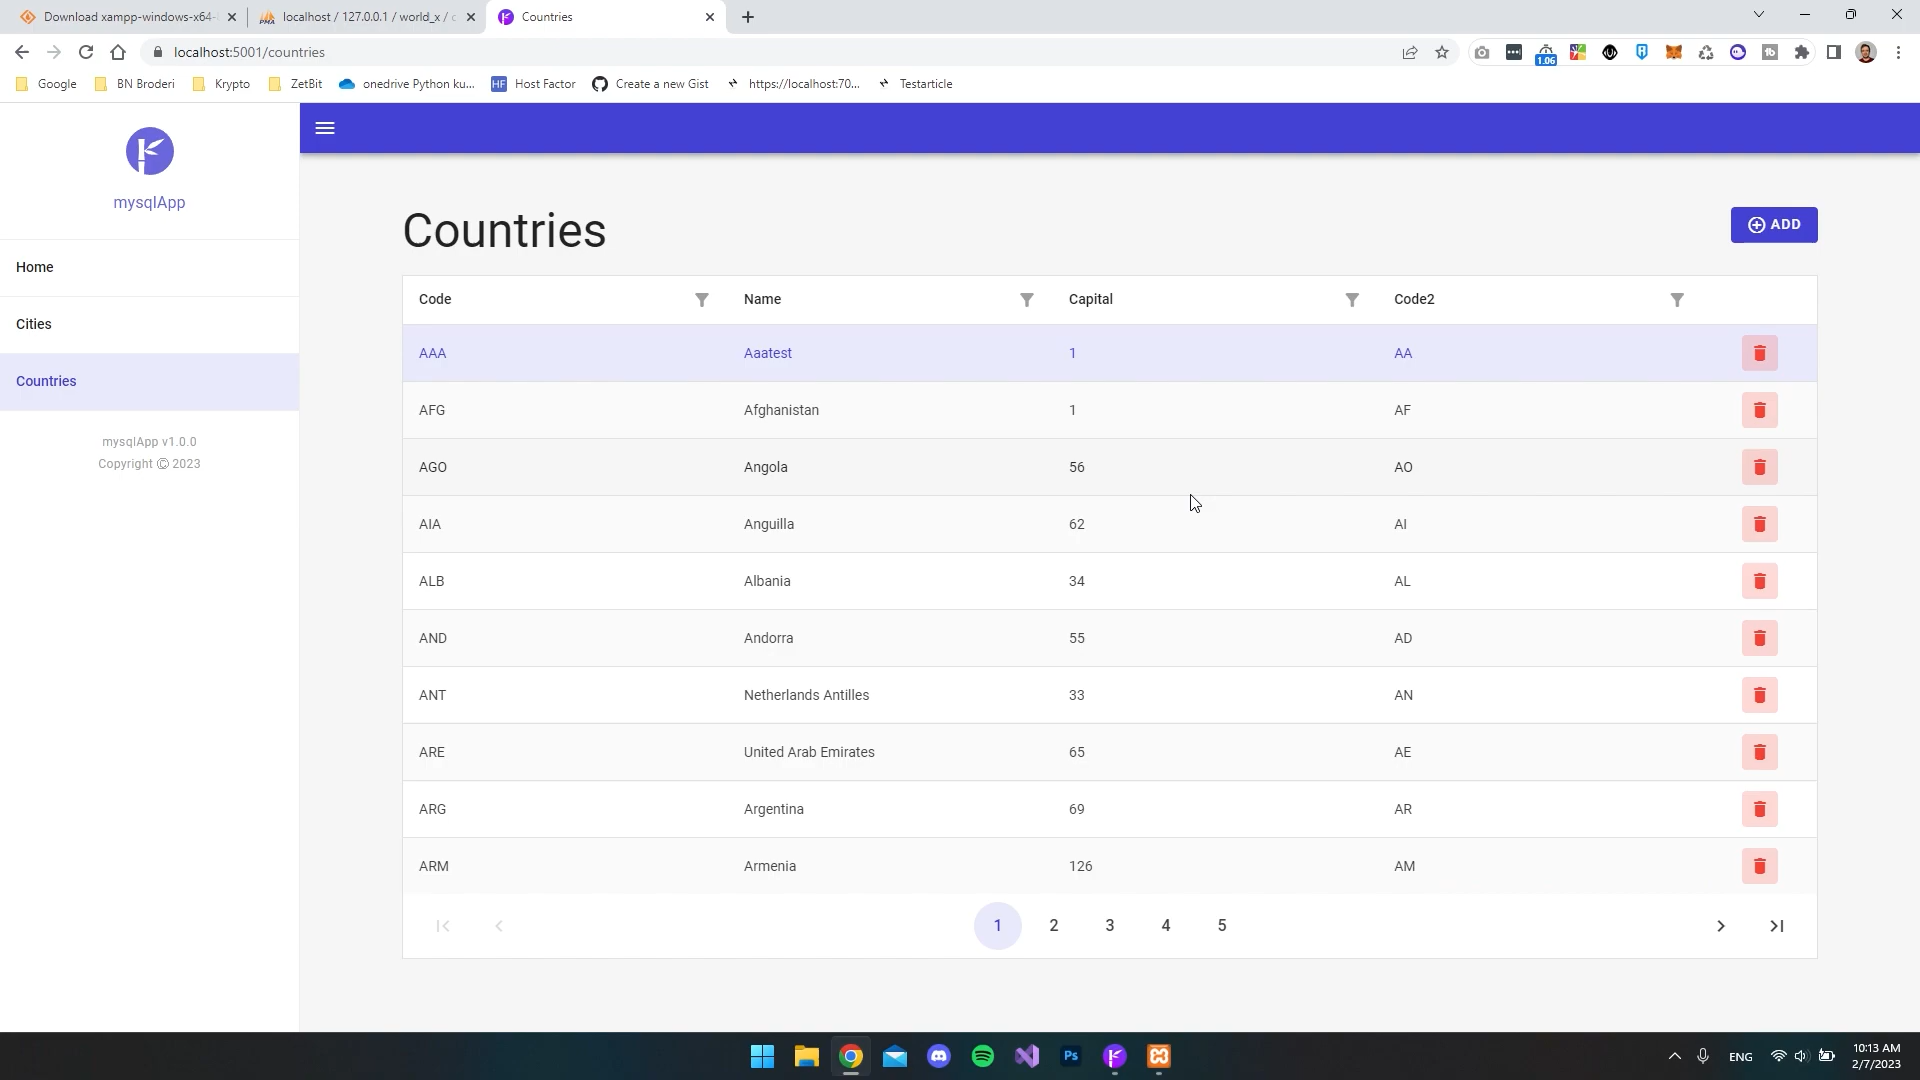 Download xampp-windows-x64-
localhost / 127.0.0.1 / world_x / c
Countries
localhost:5001/countries
1.06
Google
BN Broderi
Krypto
ZetBit
onedrive Python ku...
HF
Host Factor
Create a new Gist
https://localhost:70...
Testarticle
mysqlApp
Home
Cities
Countries
mysqlApp v1.0.0
Copyright © 2023
Countries
ADD
Code Name Capital Code2
AAA Aaatest 1 AA
AFG Afghanistan 1 AF
AGO Angola 56 AO
AIA Anguilla 62 AI
ALB Albania 34 AL
AND Andorra 55 AD
ANT Netherlands Antilles 33 AN
ARE United Arab Emirates 65 AE
ARG Argentina 69 AR
ARM Armenia 126 AM
1 2 3 4 5
Ps
ENG
10:13 AM
2/7/2023